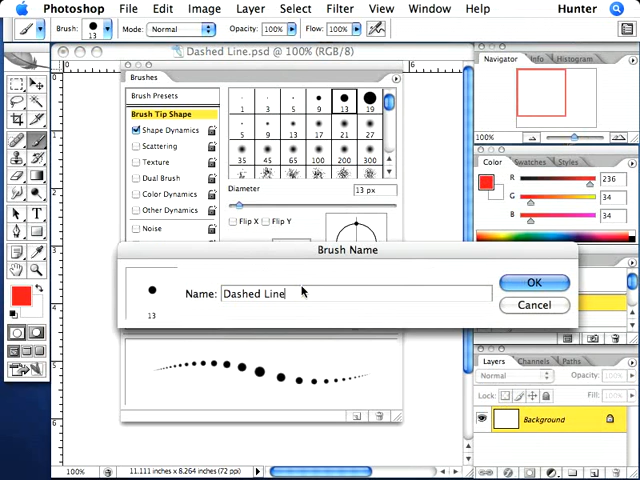 Photoshop File Edit Image Layer Select Filter View Window Help Hunter
Brush: 13 Mode: Normal Opacity: 100% Flow: 100%
Dashed Line.psd @ 100% (RGB/8)
Brushes
Brush Presets
Brush Tip Shape
Shape Dynamics
Scattering
Texture
Dual Brush
Color Dynamics
Other Dynamics
Noise
1 3 5 9 13 19
5 9 13 17 21 27
35 45 65 100 200 300
Diameter 13 px
Flip X Flip Y
Brush Name
13
Name: Dashed Line
OK
Cancel
100% 11.111 inches x 8.264 inches (72 ppi)
Navigator Info Histogram
100%
Color Swatches Styles
R 236
G 34
B 34
Layers Channels Paths
Normal Opacity: 100%
Lock: Fill: 100%
Background